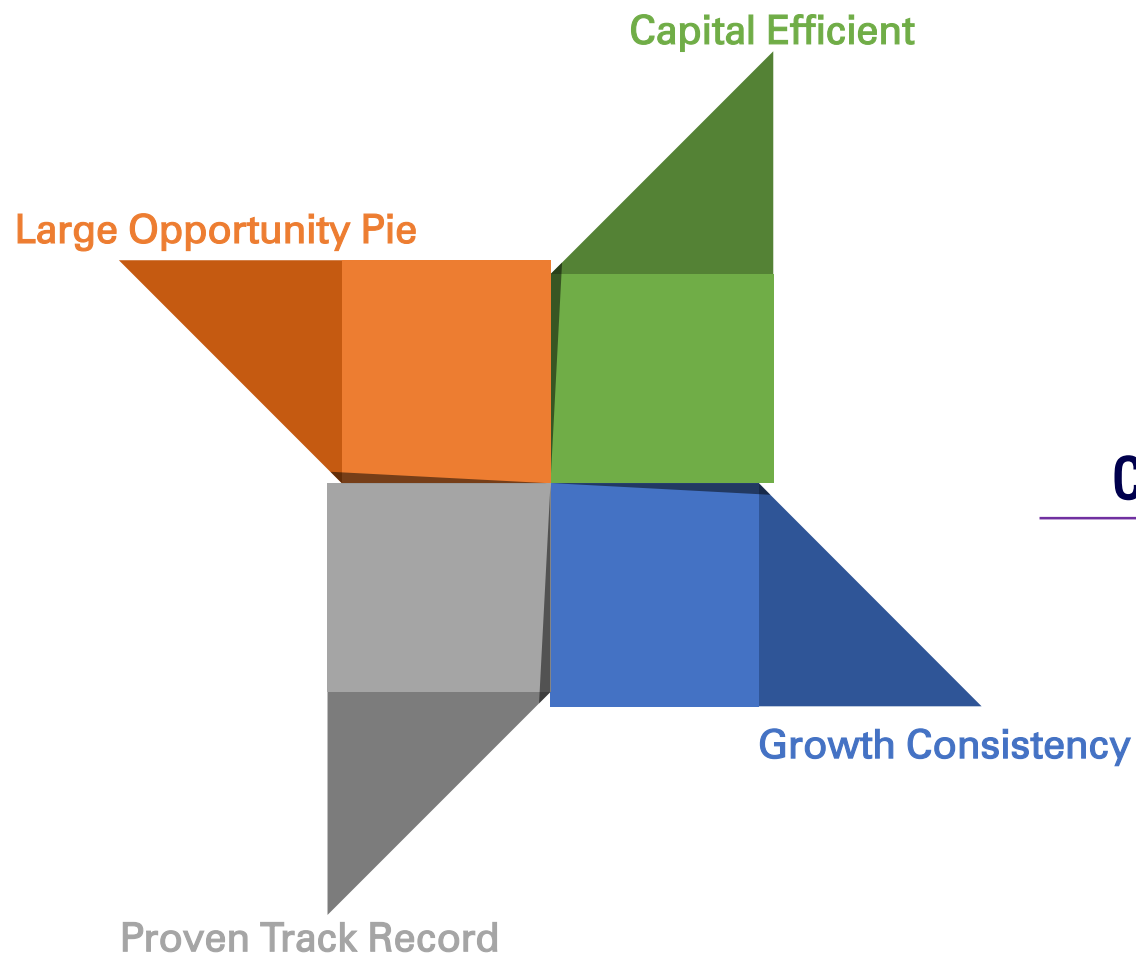 Capital Efficient
Large Opportunity Pie
C
Growth Consistency
Proven Track Record